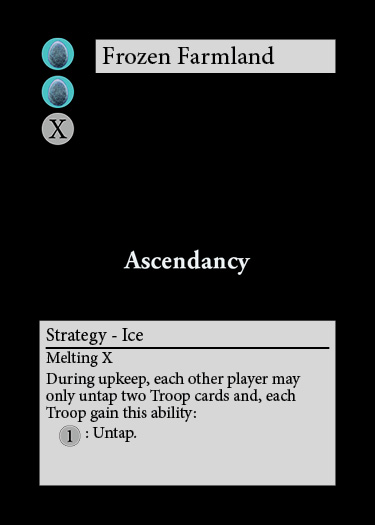 Frozen Farmland
X
Ascendancy
Strategy - Ice
Melting X
During upkeep, each other player may
only untap two Troop cards and, each
Troop gain this ability:
1 : Untap.